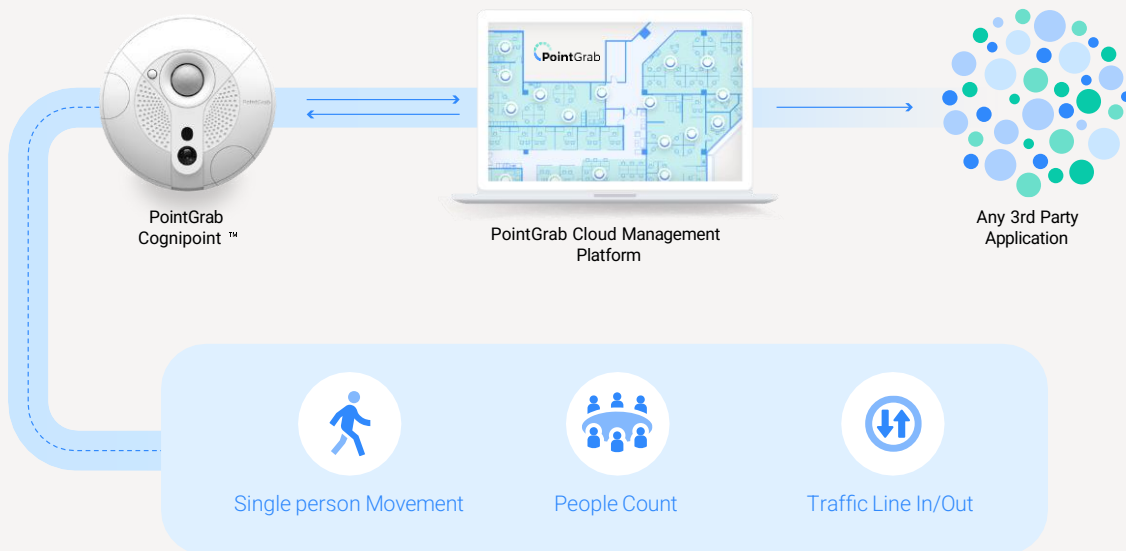 PointGrab
PointGrab
PointGrab
Cognipoint ™
PointGrab Cloud Management
Platform
Any 3rd Party
Application
Single person Movement
People Count
Traffic Line In/Out